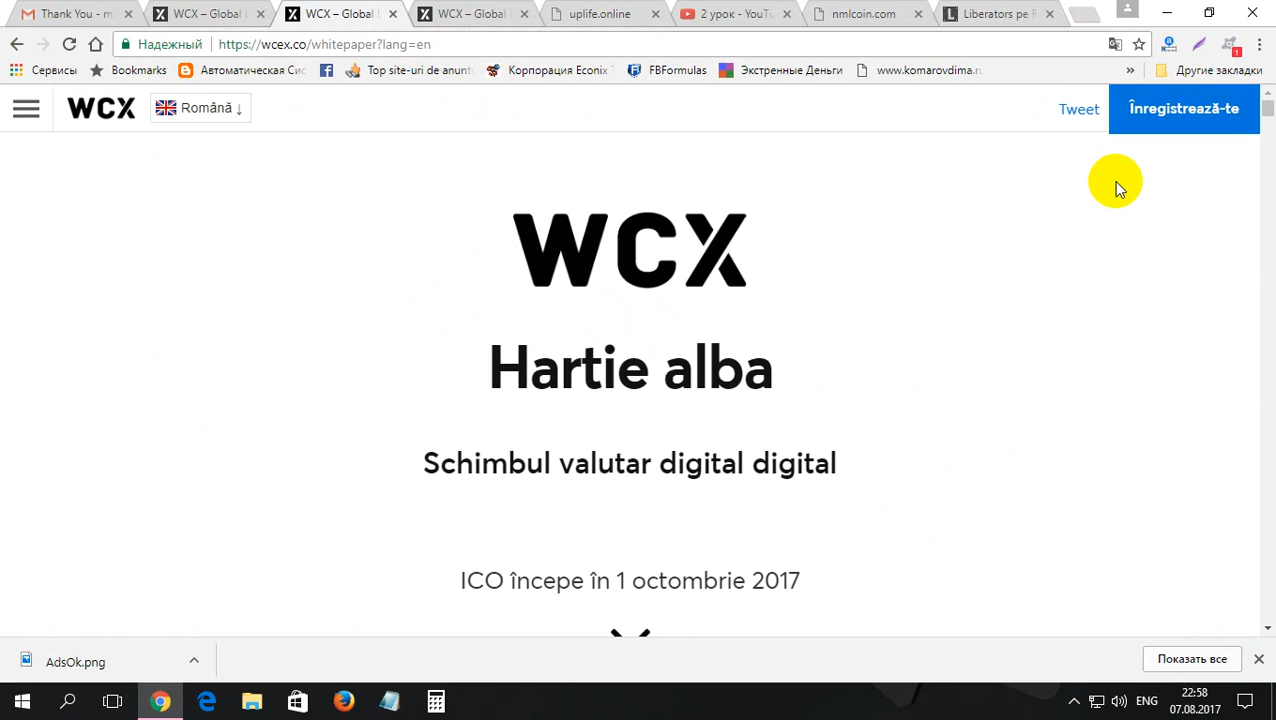 Thank You - m
WCX – Global
WCX – Global
WCX – Global
uplife.online
2 урок - YouT
nmlcoin.com
Liberators pe F
Надежный
https://wcex.co/whitepaper?lang=en
1
Сервисы
Bookmarks
Автоматическая Сис
Top site-uri de anunt
Корпорация Econix
FBFormulas
Экстренные Деньги
www.komarovdima.ru
»
Другие закладки
WCX
Română ↓
Tweet
Înregistrează-te
WCX
Hartie alba
Schimbul valutar digital digital
ICO începe în 1 octombrie 2017
AdsOk.png
Показать все
ENG
22:58
07.08.2017